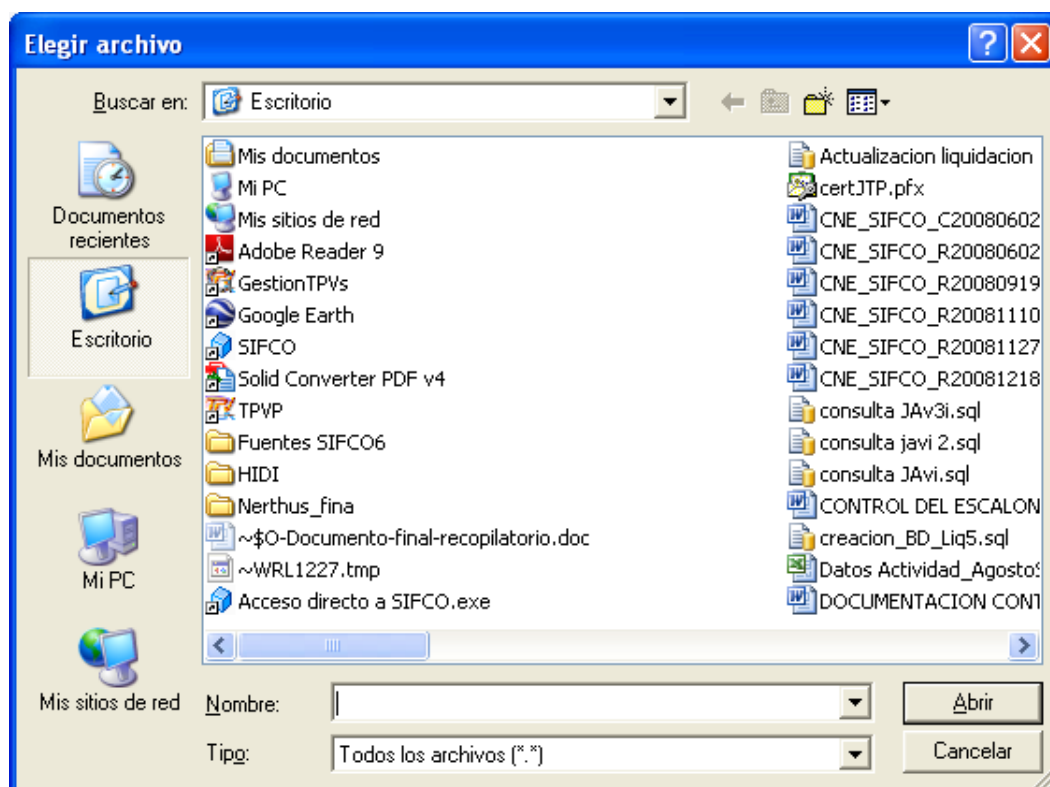 Elegir archivo
Buscar en: Escritorio
Documentos
recientes
Escritorio
Mis documentos
Mi PC
Mis sitios de red
Mis documentos
Mi PC
Mis sitios de red
Adobe Reader 9
GestionTPVs
Google Earth
SIFCO
Solid Converter PDF v4
TPVP
Fuentes SIFCO6
HIDI
Nerthus_fina
~$O-Documento-final-recopilatorio.doc
~WRL1227.tmp
Acceso directo a SIFCO.exe
Actualizacion liquidacion
certJTP.pfx
CNE_SIFCO_C20080602
CNE_SIFCO_R20080602
CNE_SIFCO_R20080919
CNE_SIFCO_R20081110
CNE_SIFCO_R20081127
CNE_SIFCO_R20081218
consulta JAv3i.sql
consulta javi 2.sql
consulta JAvi.sql
CONTROL DEL ESCALON
creacion_BD_Liq5.sql
Datos Actividad_Agosto
DOCUMENTACION CONT
Nombre:
Abrir
Tipo: Todos los archivos (*.*)
Cancelar